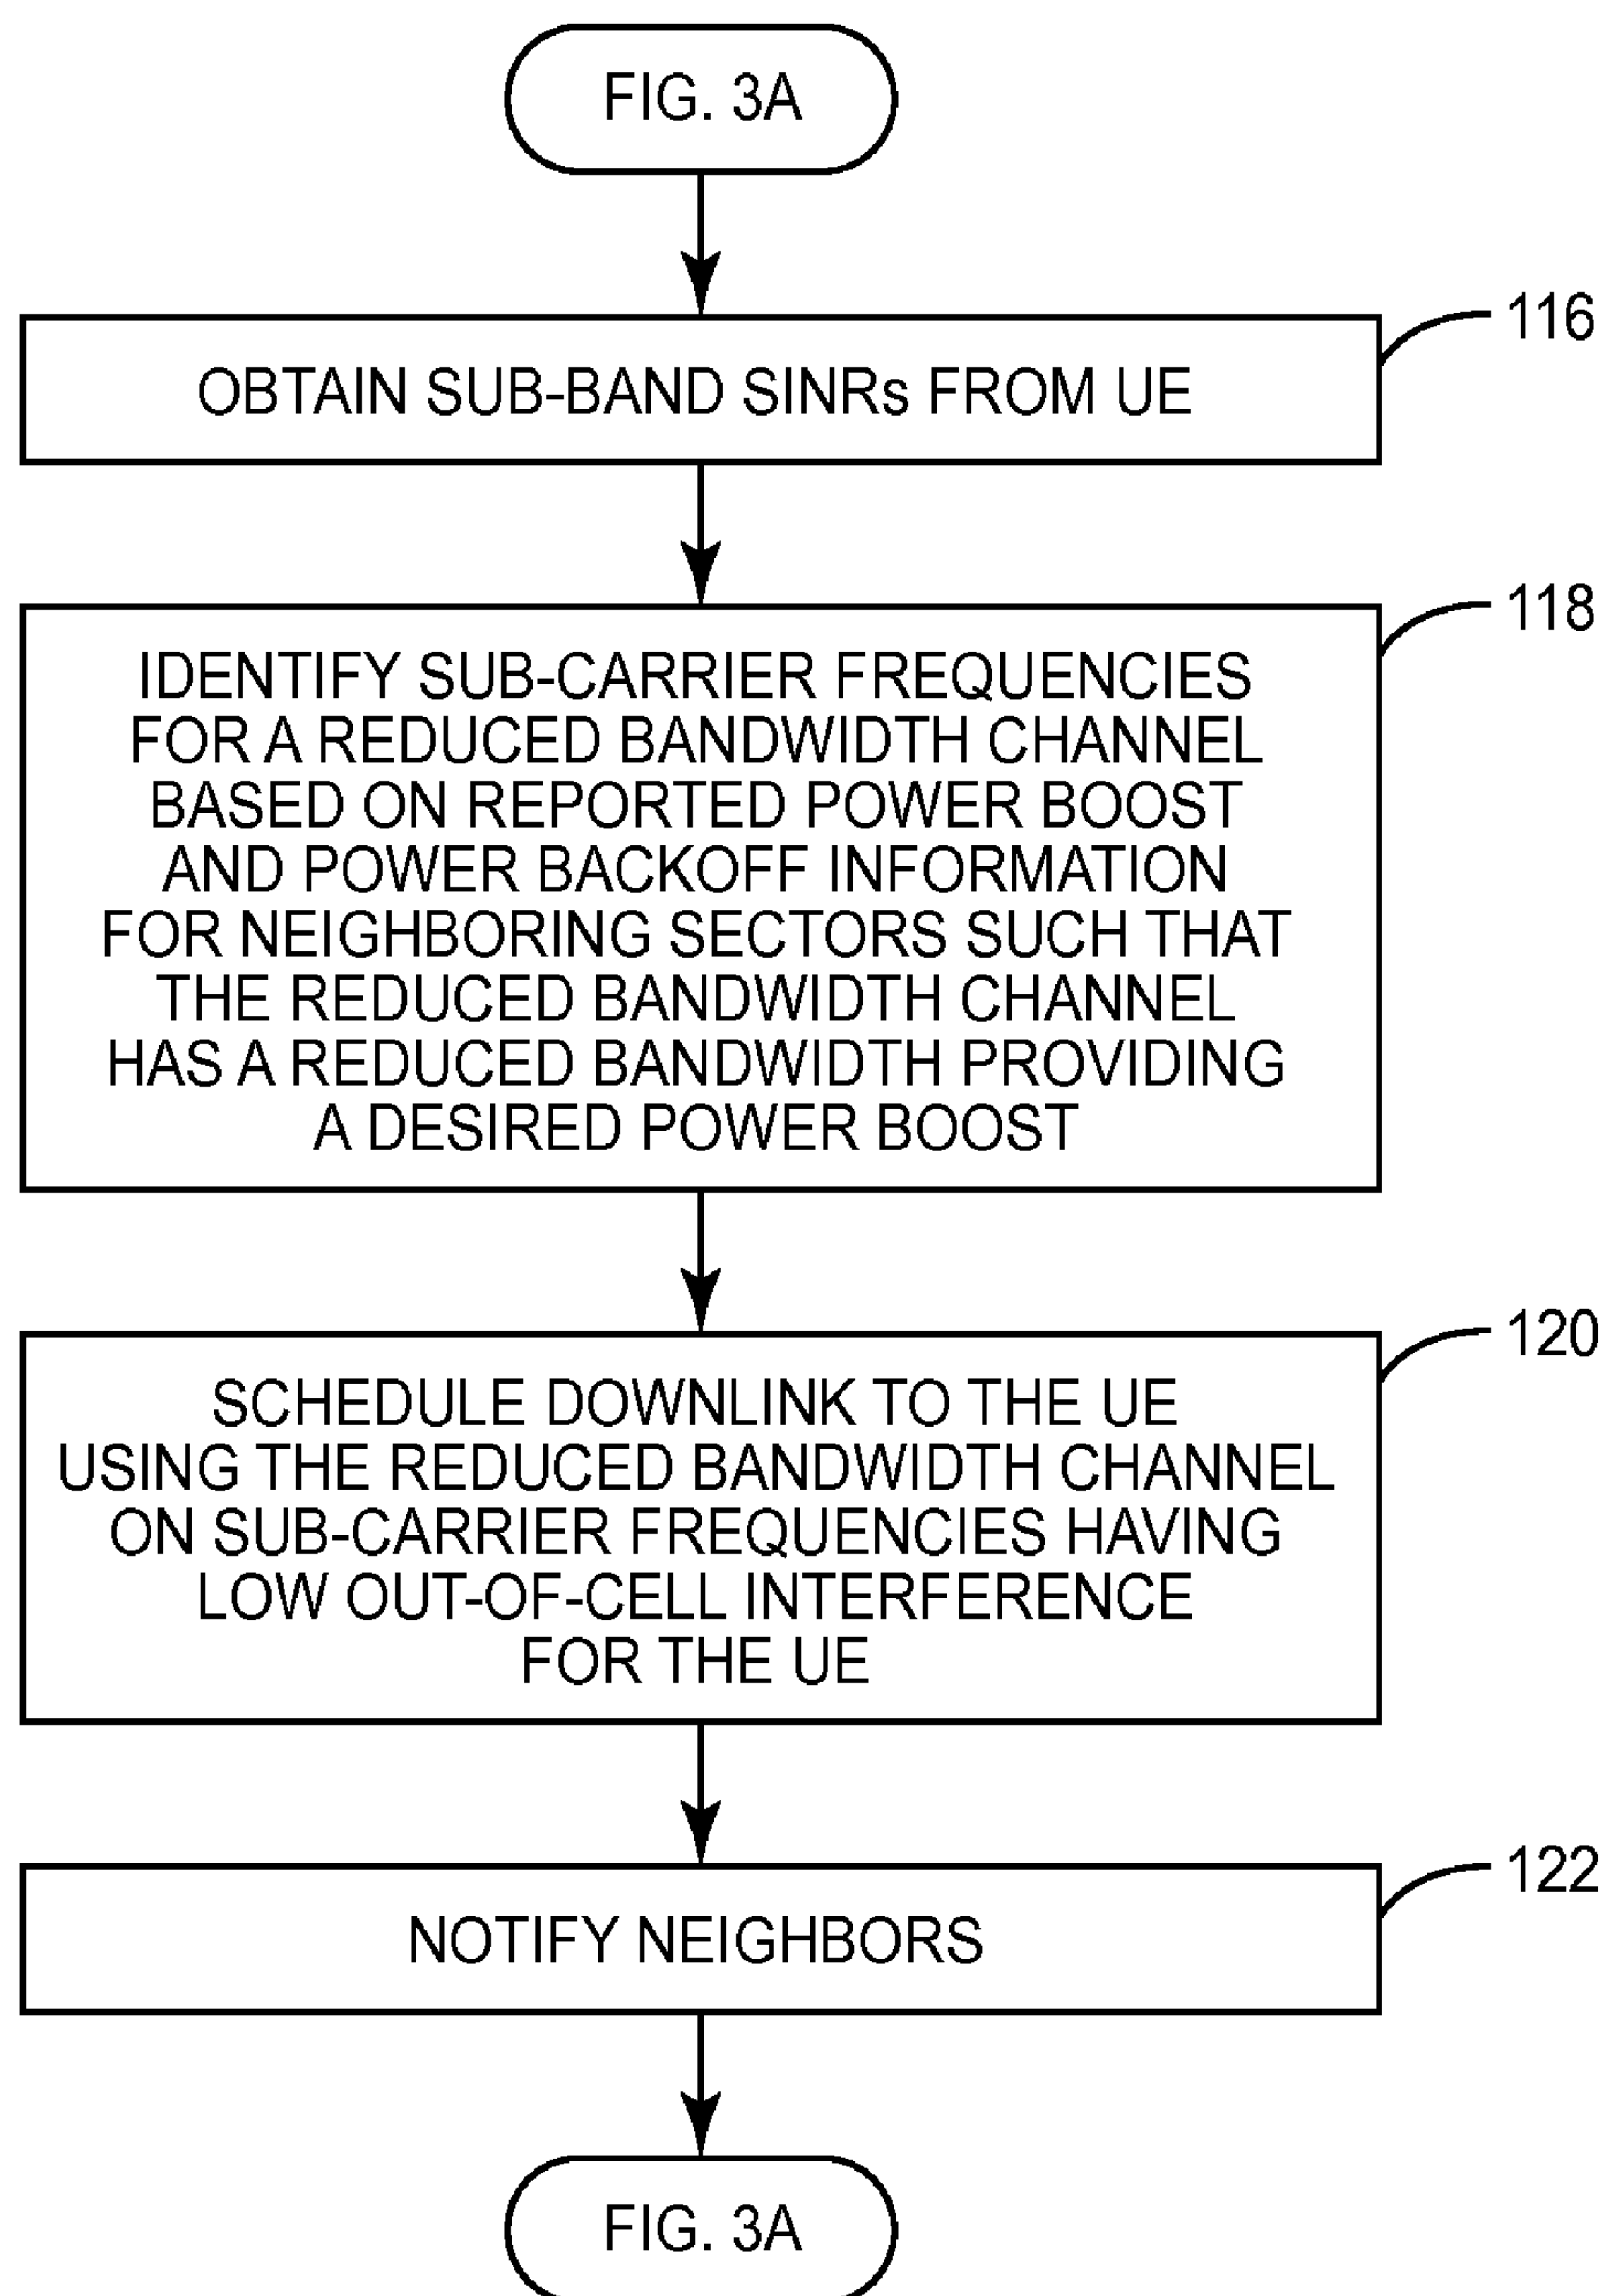 FIG. 3A
116
OBTAIN SUB-BAND SINRs FROM UE
118
IDENTIFY SUB-CARRIER FREQUENCIES
FOR A REDUCED BANDWIDTH CHANNEL
BASED ON REPORTED POWER BOOST
AND POWER BACKOFF INFORMATION
FOR NEIGHBORING SECTORS SUCH THAT
THE REDUCED BANDWIDTH CHANNEL
HAS A REDUCED BANDWIDTH PROVIDING
A DESIRED POWER BOOST
120
SCHEDULE DOWNLINK TO THE UE
USING THE REDUCED BANDWIDTH CHANNEL
ON SUB-CARRIER FREQUENCIES HAVING
LOW OUT-OF-CELL INTERFERENCE
FOR THE UE
122
NOTIFY NEIGHBORS
FIG. 3A